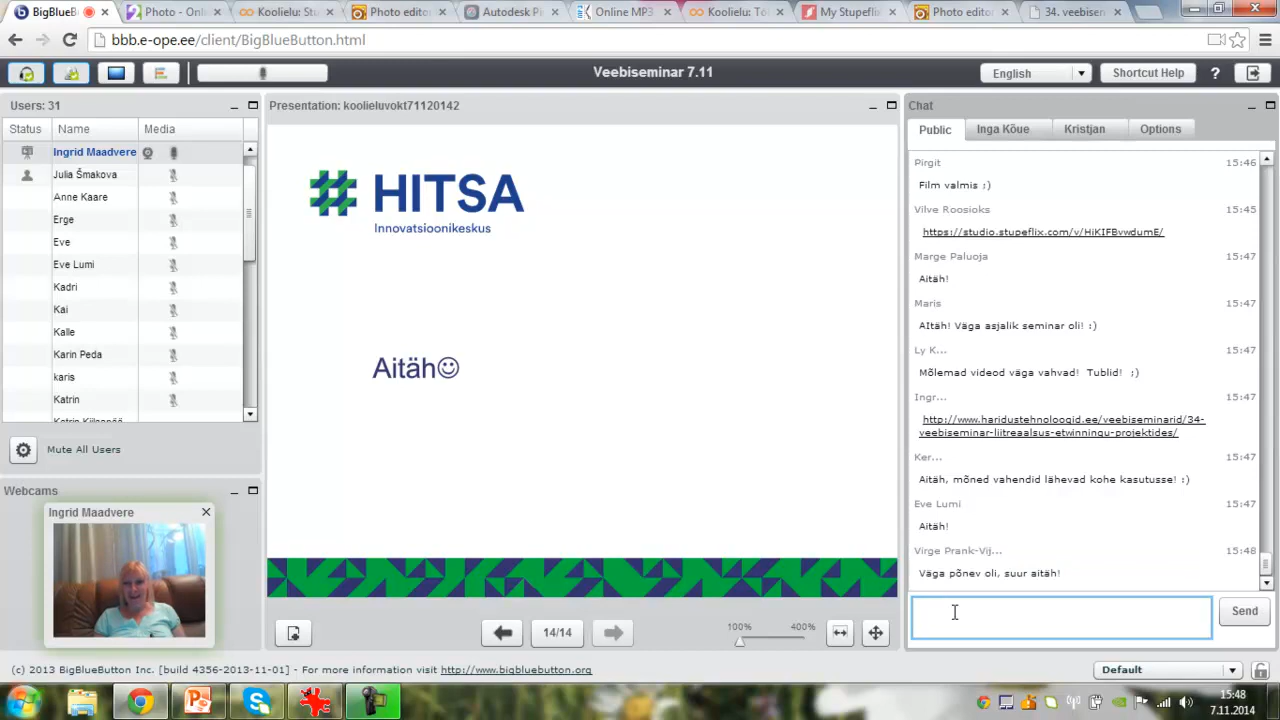 BigBlueB
Photo - Onl
Koolielu: St
Photo editor
Autodesk Pi
Online MP3
Koolielu: Tö
My Stupeflix
Photo editor
34. veebisem
bbb.e-ope.ee/client/BigBlueButton.html
Veebiseminar 7.11
English
Shortcut Help
?
Users: 31
Status Name Media
Ingrid Maadvere
Julia Šmakova
Anne Kaare
Erge
Eve
Eve Lumi
Kadri
Kai
Kalle
Karin Peda
karis
Katrin
Mute All Users
Webcams
Ingrid Maadvere
Presentation: koolieluvokt71120142
HITSA
Innovatsioonikeskus
Aitäh☺
14/14
100% 400%
Chat
Public Inga Kõue Kristjan Options
Pirgit 15:46
Film valmis ;)
Vilve Roosioks 15:45
https://studio.stupeflix.com/v/HiKIFBvwdumE/
Marge Paluoja 15:47
Aitäh!
Maris 15:47
AItäh! Väga asjalik seminar oli! :)
Ly K... 15:47
Mõlemad videod väga vahvad! Tublid! ;)
Ingr... 15:47
http://www.haridustehnoloogid.ee/veebiseminarid/34-
veebiseminar-liitreaalsus-etwinningu-projektides/
Ker... 15:47
Aitäh, mõned vahendid lähevad kohe kasutusse! :)
Eve Lumi 15:47
Aitäh!
Virge Prank-Vij... 15:48
Väga põnev oli, suur aitäh!
Send
(c) 2013 BigBlueButton Inc. [build 4356-2013-11-01] - For more information visit http://www.bigbluebutton.org
Default
15:48
7.11.2014